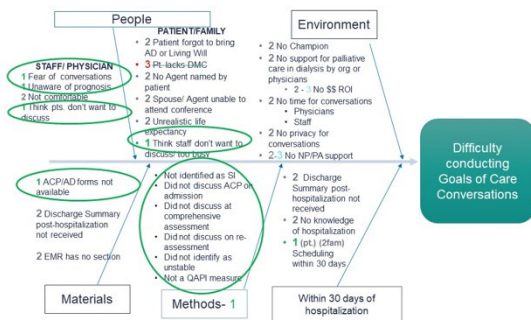 People
Environment
STAFF/ PHYSICIAN
1 Fear of conversations
1 Unaware of prognosis
2 Not comfortable
1 Think pts. don't want to
discuss
PATIENT/FAMILY
• 2 Patient forgot to bring
AD or Living Will
• 3 Pt. lacks DMC
• 2 No Agent named by
patient
• 2 Spouse/ Agent unable to
attend conference
• 2 Unrealistic life
expectancy
• 1 Think staff don't want to
discuss/ too busy
• 2 No Champion
• 2 No support for palliative
care in dialysis by org or
physicians
• 2 - 3 No $$ ROI
• 2 No time for conversations
• Physicians
• Staff
• 2 No privacy for
conversations
• 2-3 No NP/PA support
Difficulty
conducting
Goals of Care
Conversations
1 ACP/AD forms not
available
2 Discharge Summary
post-hospitalization
not received
2 EMR has no section
• Not identified as SI
• Did not discuss ACP on
admission
• Did not discuss at
comprehensive
assessment
• Did not discuss on re-
assessment
• Did not identify as
unstable
• Not a QAPI measure
• 2 Discharge
Summary post-
hospitalization not
received
• 2 No knowledge
of hospitalization
• 1 (pt.) (2fam)
Scheduling
within 30 days
Materials
Methods- 1
Within 30 days of
hospitalization